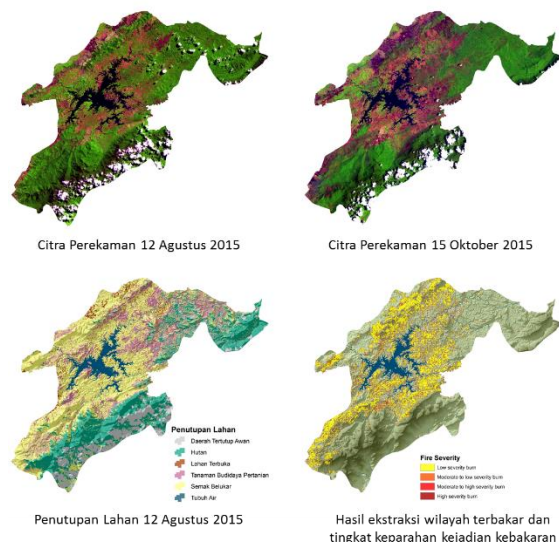 Citra Perekaman 12 Agustus 2015
Citra Perekaman 15 Oktober 2015
Penutupan Lahan
Daerah Tertutup Awan
Hutan
Lahan Terbuka
Tanaman Budidaya Pertanian
Semak Belukar
Tubuh Air
Penutupan Lahan 12 Agustus 2015
Fire Severity
Low severity burn
Moderate to low severity burn
Moderate to high severity burn
High severity burn
Hasil ekstraksi wilayah terbakar dan
tingkat keparahan kejadian kebakaran